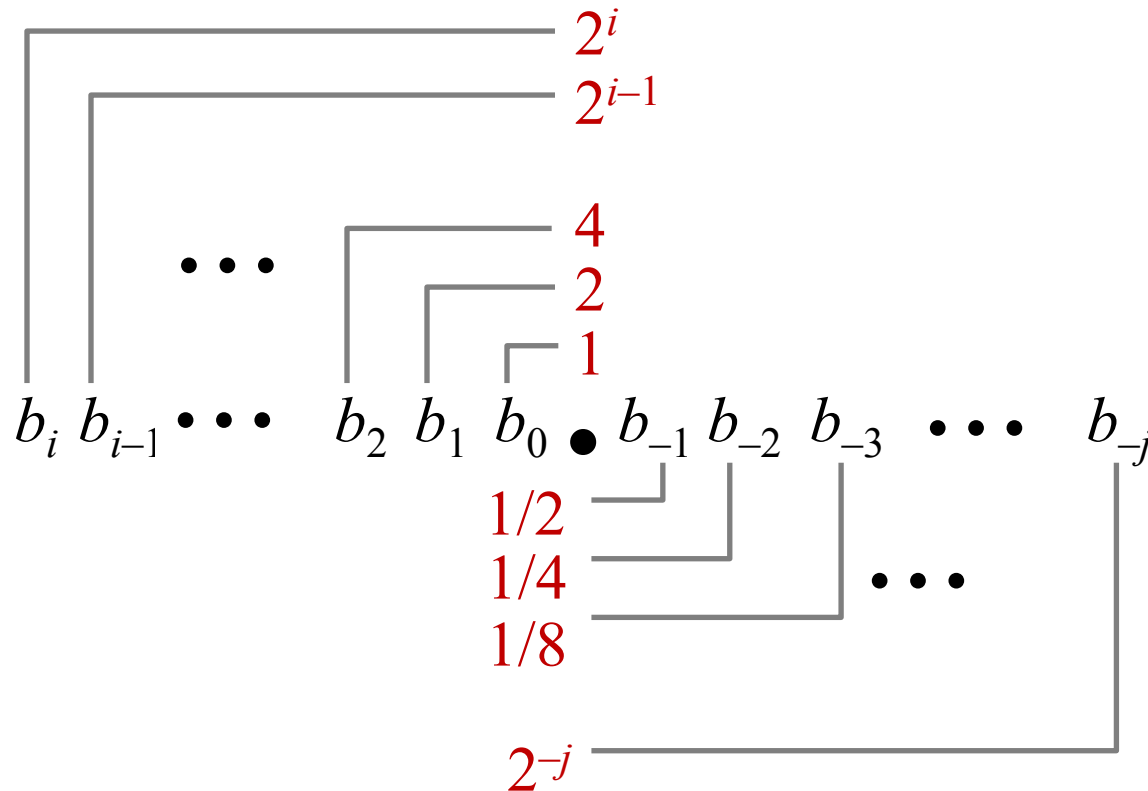 2^i
2^{i–1}
4
2
1
• • •
b_i b_{i–1} • • • b_2 b_1 b_0 • b_{–1} b_{–2} b_{–3} • • • b_{–j}
1/2
1/4
• • •
1/8
2^{–j}